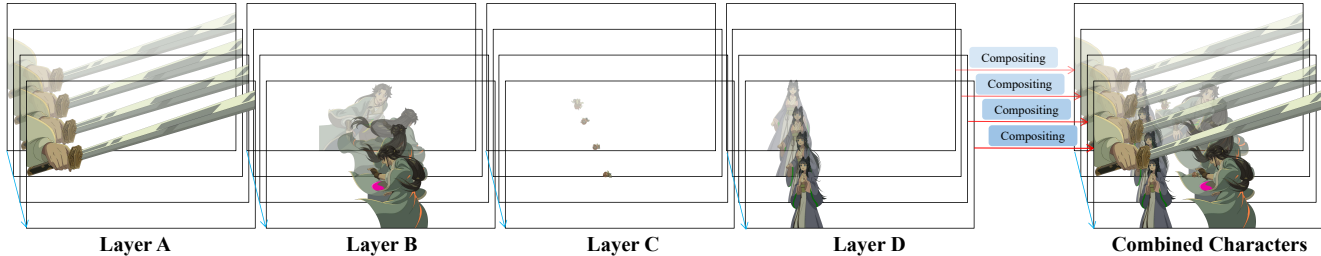 Compositing
Compositing
Compositing
Compositing
Layer A
Layer B
Layer C
Layer D
Combined Characters